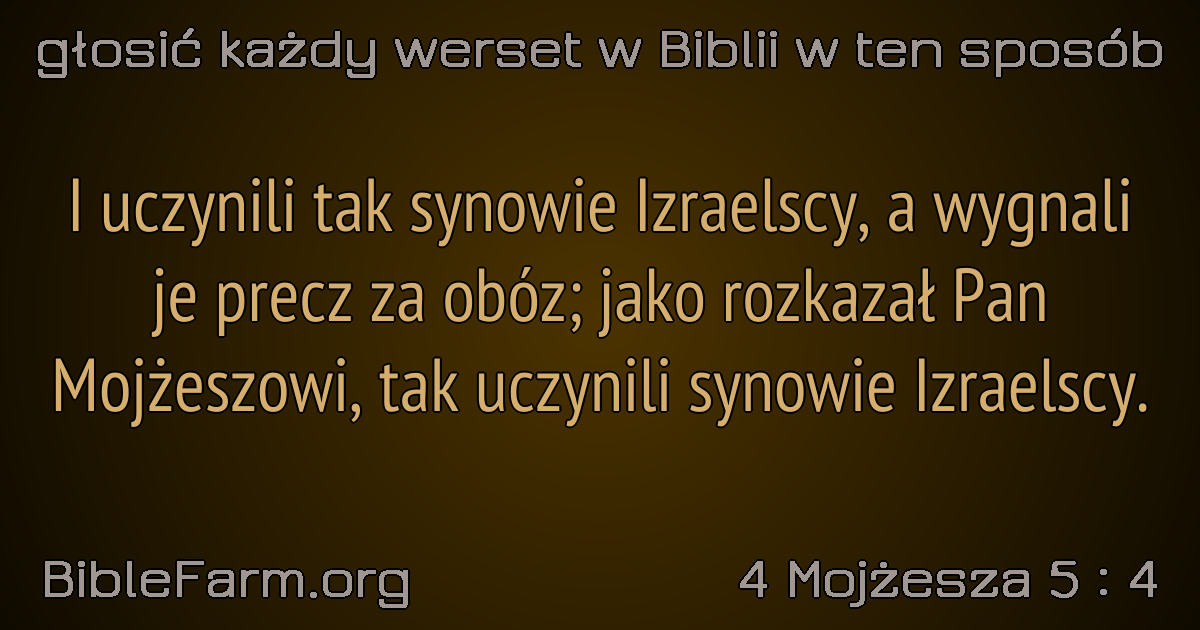 głosić każdy werset w Biblii w ten sposób
I uczynili tak synowie Izraelscy, a wygnali
je precz za obóz; jako rozkazał Pan
Mojżeszowi, tak uczynili synowie Izraelscy.
BibleFarm.org
4 Mojżesza 5 : 4